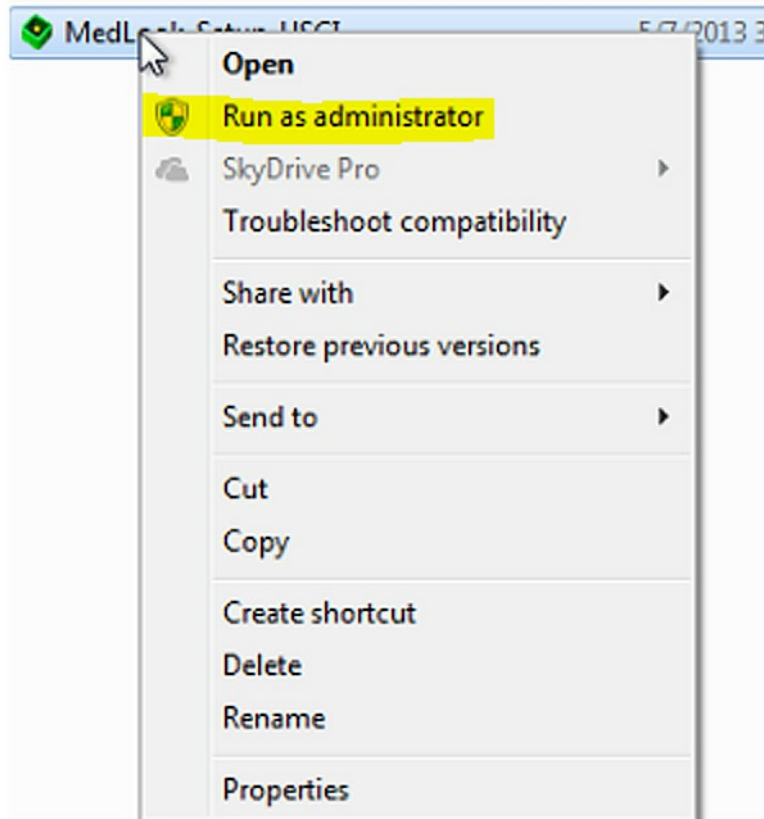 5/7/2013 3
Open
Run as administrator
SkyDrive Pro
Troubleshoot compatibility
Share with
Restore previous versions
Send to
Cut
Copy
Create shortcut
Delete
Rename
Properties